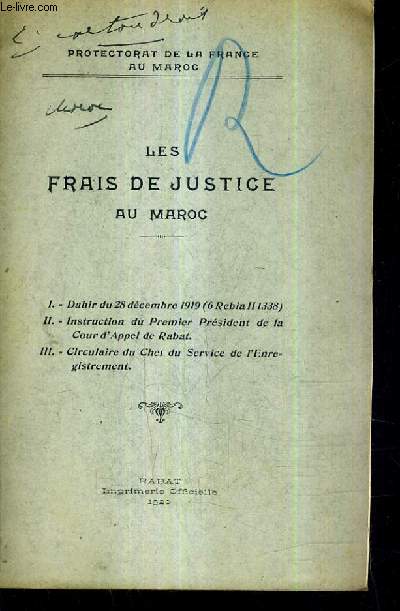 PROTECTORAT DE LA FRANCE
AU MAROC
R
LES
FRAIS DE JUSTICE
AU MAROC
I. - Dahir du 28 décembre 1919 (6 Rebia II 1338)
II. - Instruction du Premier Président de la
Cour d'Appel de Rabat.
III. - Circulaire du Chef du Service de l'Enre-
gistrement.
RABAT
Imprimerie Officielle
1920
© le-livre.com